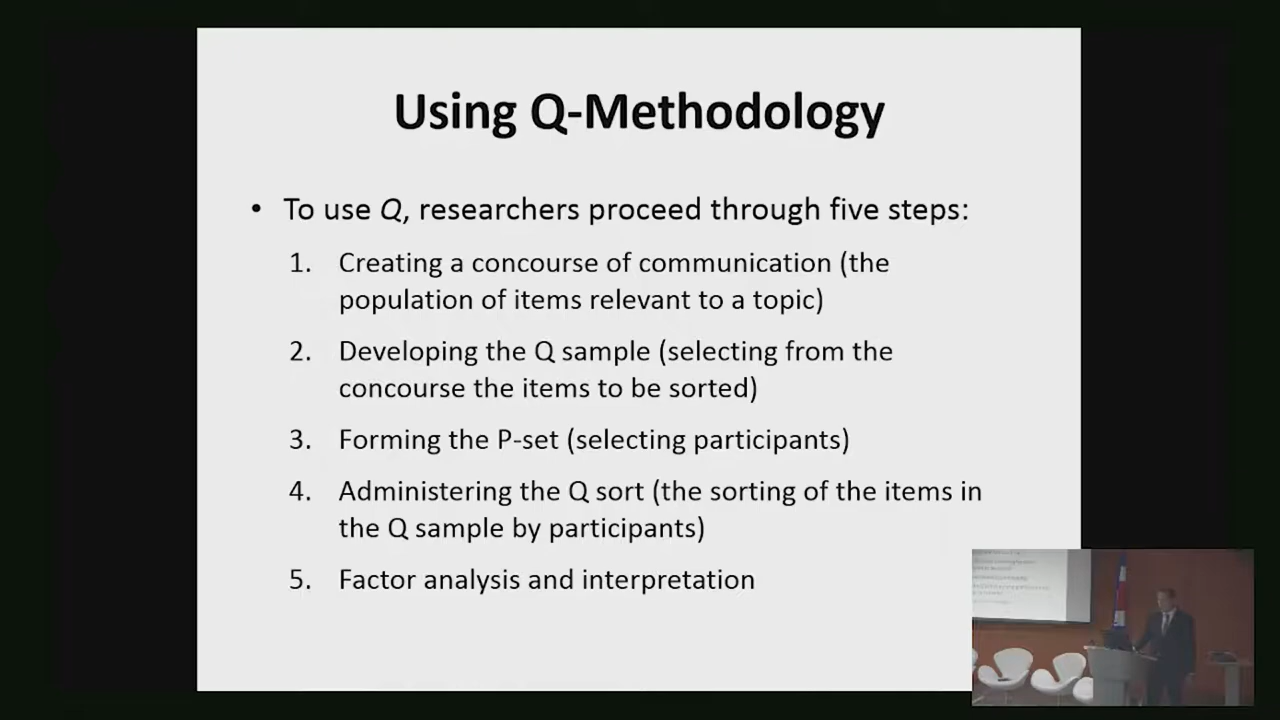 Using Q-Methodology
• To use Q, researchers proceed through five steps:
1. Creating a concourse of communication (the
population of items relevant to a topic)
2. Developing the Q sample (selecting from the
concourse the items to be sorted)
3. Forming the P-set (selecting participants)
4. Administering the Q sort (the sorting of the items in
the Q sample by participants)
5. Factor analysis and interpretation